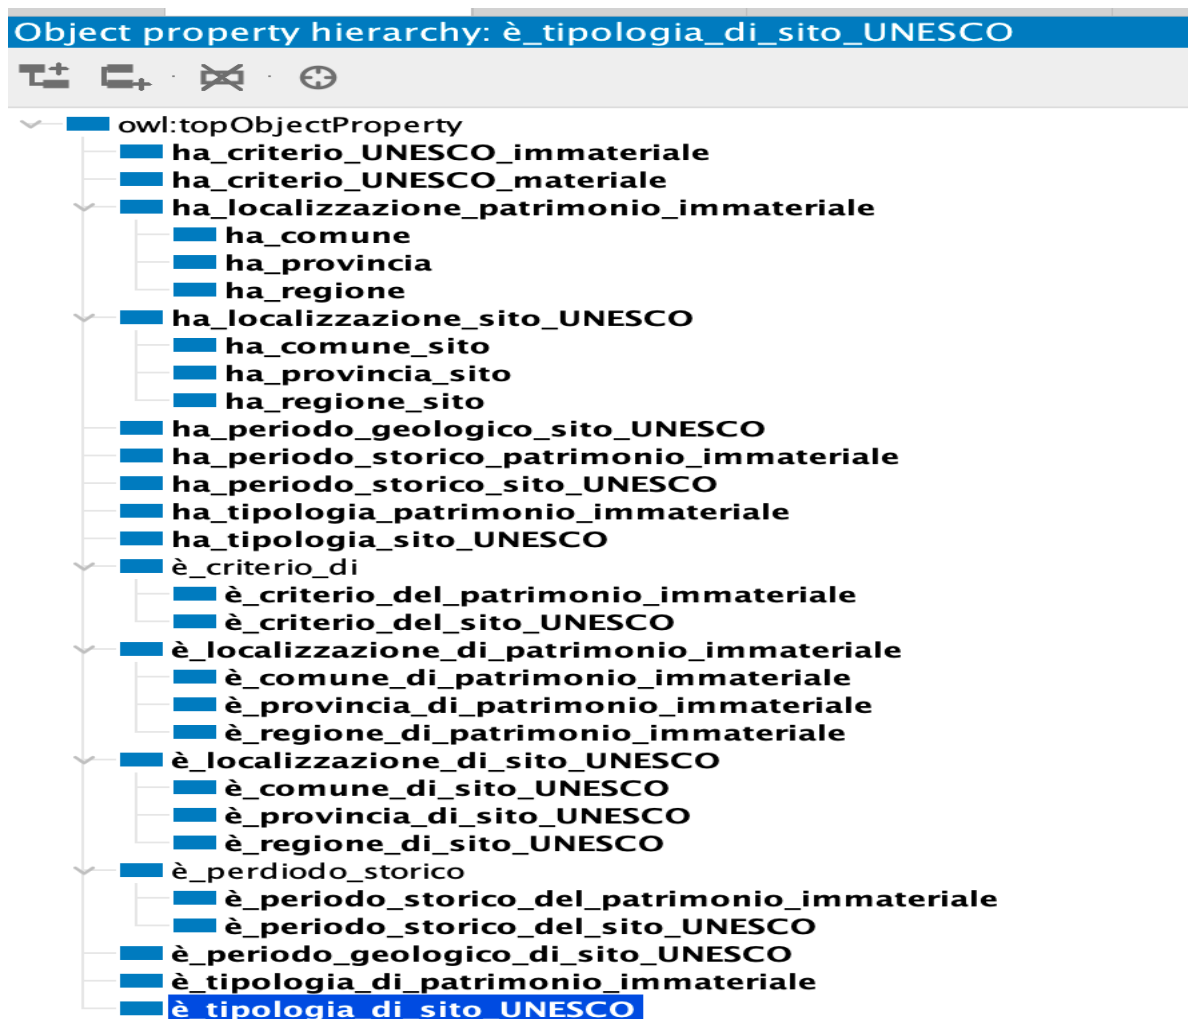 Object property hierarchy: è_tipologia_di_sito_UNESCO
owl:topObjectProperty
ha_criterio_UNESCO_immateriale
ha_criterio_UNESCO_materiale
ha_localizzazione_patrimonio_immateriale
ha_comune
ha_provincia
ha_regione
ha_localizzazione_sito_UNESCO
ha_comune_sito
ha_provincia_sito
ha_regione_sito
ha_periodo_geologico_sito_UNESCO
ha_periodo_storico_patrimonio_immateriale
ha_periodo_storico_sito_UNESCO
ha_tipologia_patrimonio_immateriale
ha_tipologia_sito_UNESCO
è_criterio_di
è_criterio_del_patrimonio_immateriale
è_criterio_del_sito_UNESCO
è_localizzazione_di_patrimonio_immateriale
è_comune_di_patrimonio_immateriale
è_provincia_di_patrimonio_immateriale
è_regione_di_patrimonio_immateriale
è_localizzazione_di_sito_UNESCO
è_comune_di_sito_UNESCO
è_provincia_di_sito_UNESCO
è_regione_di_sito_UNESCO
è_perdiodo_storico
è_periodo_storico_del_patrimonio_immateriale
è_periodo_storico_del_sito_UNESCO
è_periodo_geologico_di_sito_UNESCO
è_tipologia_di_patrimonio_immateriale
è_tipologia_di_sito_UNESCO